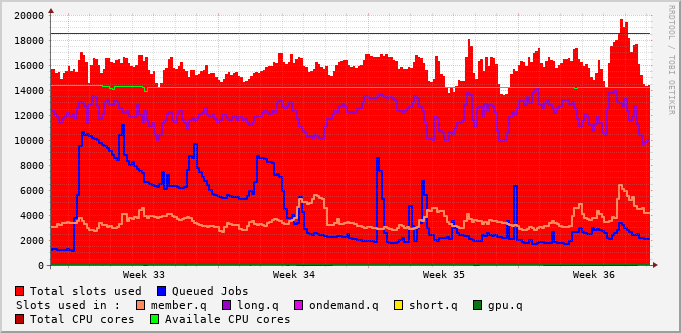 RRDTOOL / TOBI OETIKER
20000
18000
16000
14000
12000
10000
8000
6000
4000
2000
0
Week 33 Week 34 Week 35 Week 36
Total slots used Queued Jobs
Slots used in : member.q long.q ondemand.q short.q gpu.q
Total CPU cores Availale CPU cores